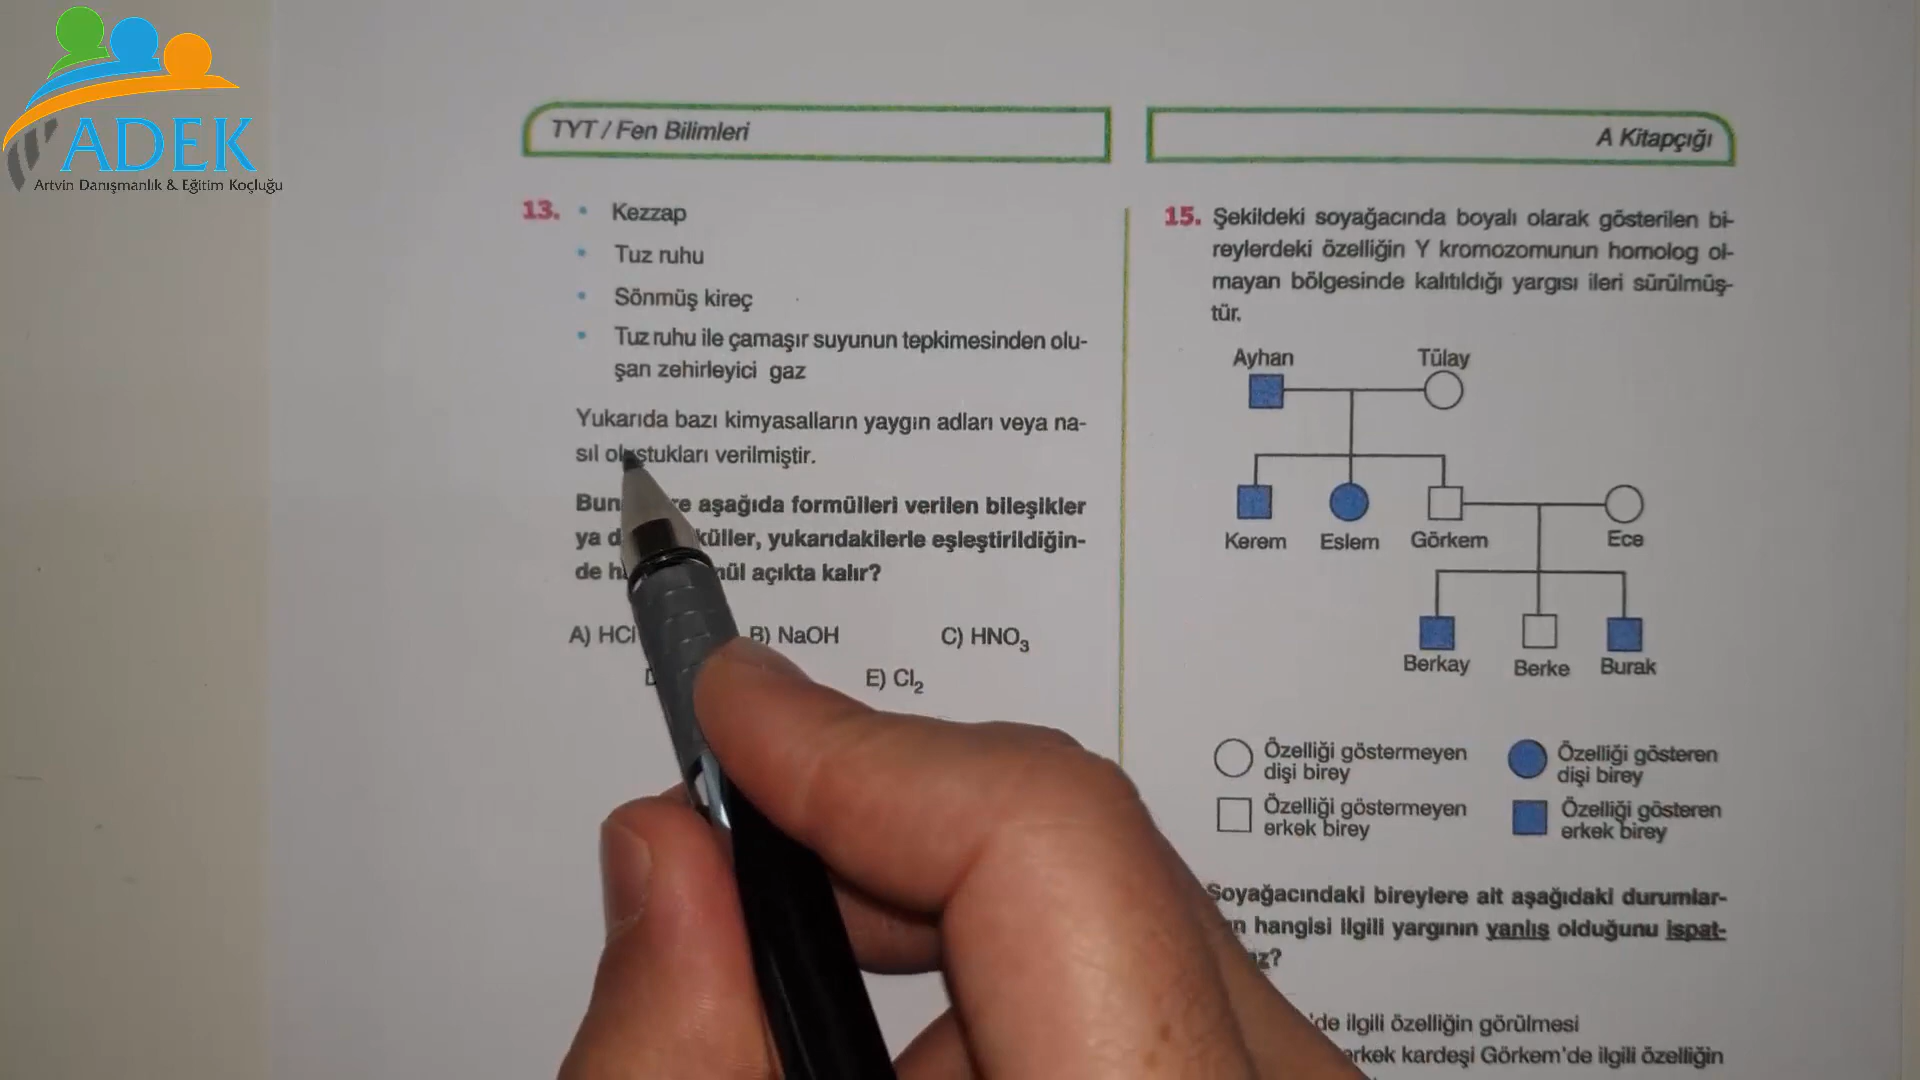 ADEK
Artvin Danışmanlık & Eğitim Koçluğu
TYT / Fen Bilimleri
A Kitapçığı
13. • Kezzap
• Tuz ruhu
• Sönmüş kireç
• Tuz ruhu ile çamaşır suyunun tepkimesinden olu-
şan zehirleyici gaz
Yukarıda bazı kimyasalların yaygın adları veya na-
sıl oluştukları verilmiştir.
aşağıda formülleri verilen bileşikler
ya yukarıdakilerle eşleştirildiğin-
de açıkta kalır?
A) HCl B) NaOH C) HNO3
E) Cl2
15. Şekildeki soyağacında boyalı olarak gösterilen bi-
reylerdeki özelliğin Y kromozomunun homolog ol-
mayan bölgesinde kalıtıldığı yargısı ileri sürülmüş-
tür.
Ayhan Tülay
Kerem Eslem Görkem Ece
Berkay Berke Burak
Özelliği göstermeyen
dişi birey
Özelliği gösteren
dişi birey
Özelliği göstermeyen
erkek birey
Özelliği gösteren
erkek birey
Soyağacındaki bireylere ait aşağıdaki durumlar-
hangisi ilgili yargının yanlış olduğunu ispat-
'de ilgili özelliğin görülmesi
kardeşi Görkem'de ilgili özelliğin